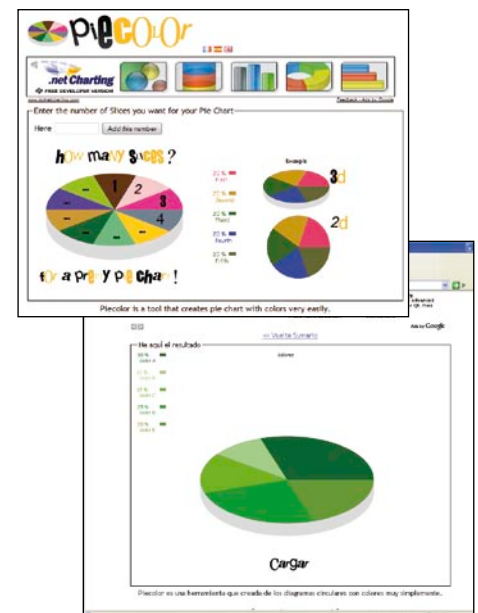 PIECOLOR
.net Charting
FREE DEVELOPER VERSION
www.dotnetcharting.com
Feedback - Ads by Google
Enter the number of Slices you want for your Pie Chart
Here
Add this number
how many slices ?
1
2
3
4
Example
3d
2d
20 %
First
20 %
Second
20 %
Third
20 %
Fourth
20 %
Fifth
for a preTTY pie Chart !
Piecolor is a tool that creates pie chart with colors very easily.
Ads by Google
<< Vuelta Sumario
He aquí el resultado
Cargar
Piecolor es una herramienta que creada de los diagramas circulares con colores muy simplemente.